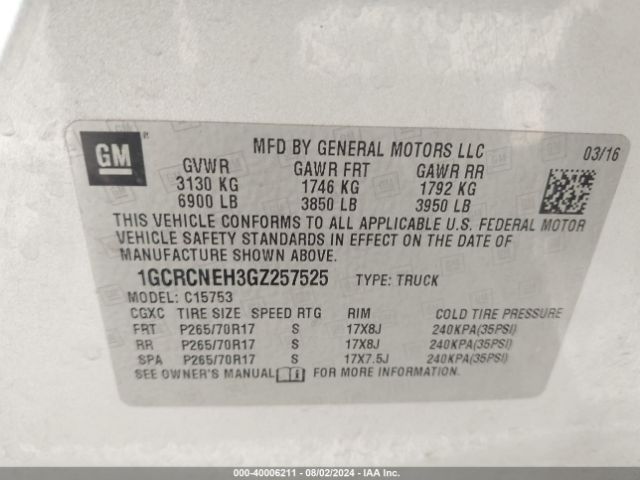 GM
MFD BY GENERAL MOTORS LLC 03/16
GVWR GAWR FRT GAWR RR
3130 KG 1746 KG 1792 KG
6900 LB 3850 LB 3950 LB
THIS VEHICLE CONFORMS TO ALL APPLICABLE U.S. FEDERAL MOTOR
VEHICLE SAFETY STANDARDS IN EFFECT ON THE DATE OF
MANUFACTURE SHOWN ABOVE.
1GCRCNEH3GZ257525 TYPE: TRUCK
MODEL: C15753
CGXC TIRE SIZE SPEED RTG RIM COLD TIRE PRESSURE
FRT P265/70R17 S 17X8J 240KPA(35PSI)
RR P265/70R17 S 17X8J 240KPA(35PSI)
SPA P265/70R17 S 17X7.5J 240KPA(35PSI)
SEE OWNER'S MANUAL FOR MORE INFORMATION.
000-40006211 - 08/02/2024 - IAAI.COM